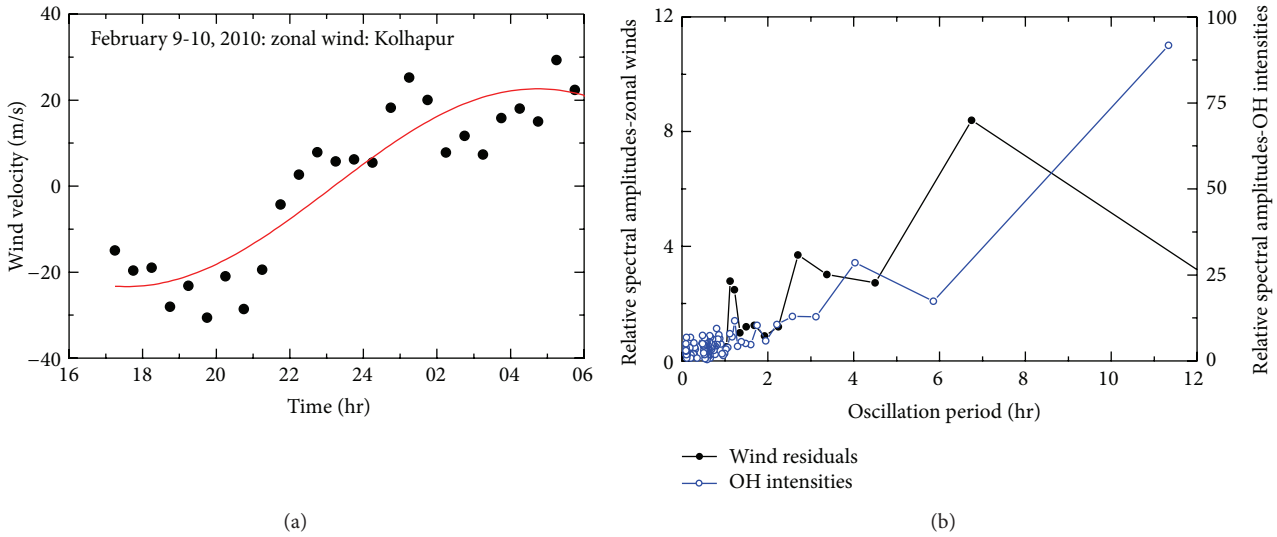 February 9-10, 2010: zonal wind: Kolhapur
Wind velocity (m/s)
40
20
0
−20
−40
16
18
20
22
24
02
04
06
Time (hr)
(a)
Relative spectral amplitudes-zonal winds
12
8
4
0
Relative spectral amplitudes-OH intensities
100
75
50
25
0
0
2
4
6
8
10
12
Oscillation period (hr)
Wind residuals
OH intensities
(b)